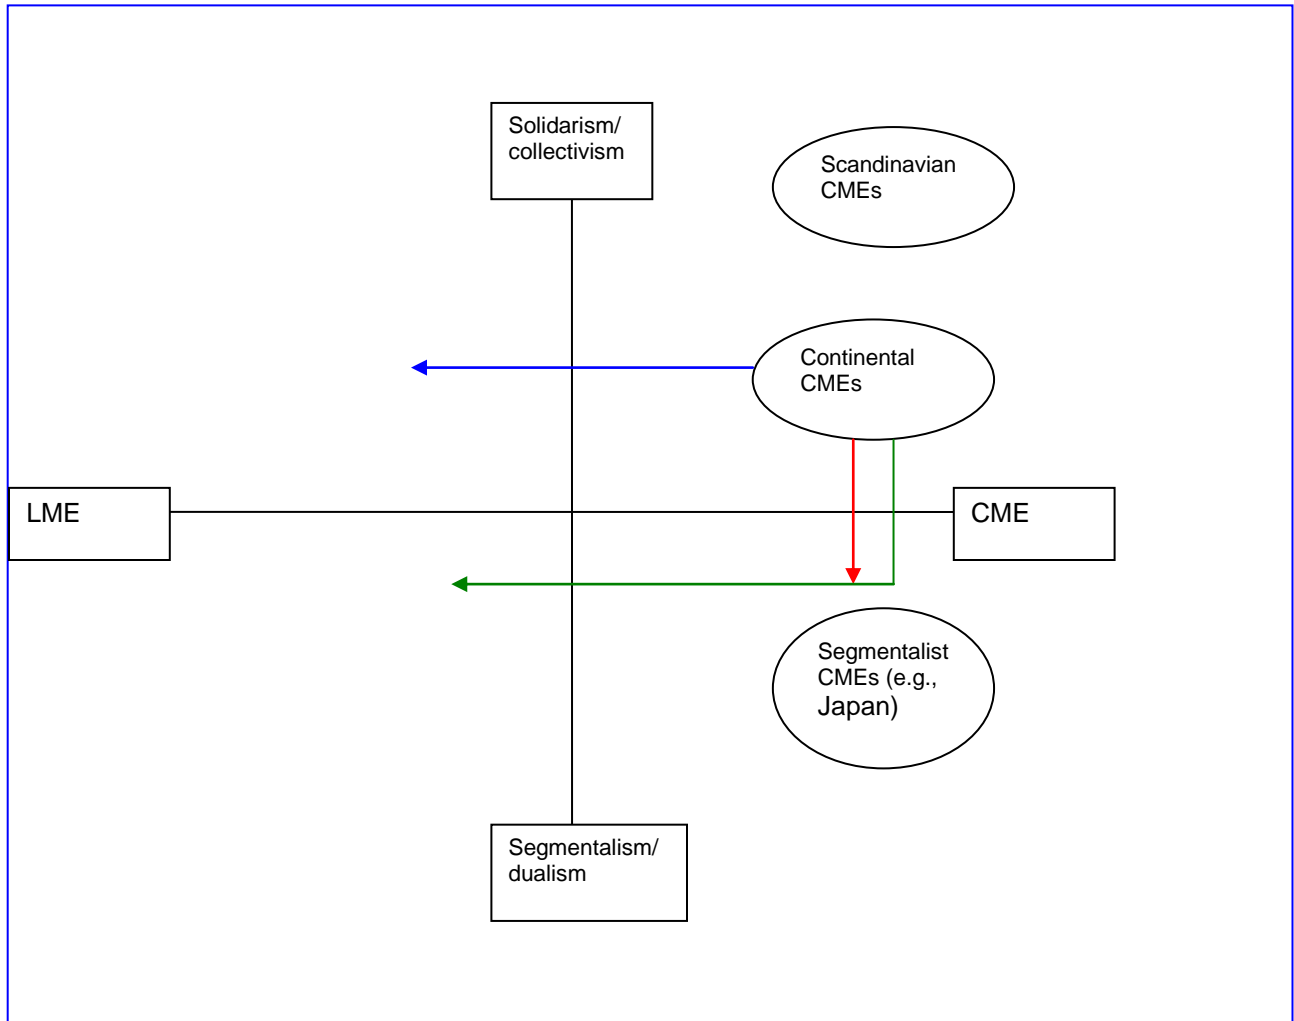 Solidarism/
collectivism
Scandinavian
CMEs
Continental
CMEs
LME
CME
Segmentalist
CMEs (e.g.,
Japan)
Segmentalism/
dualism